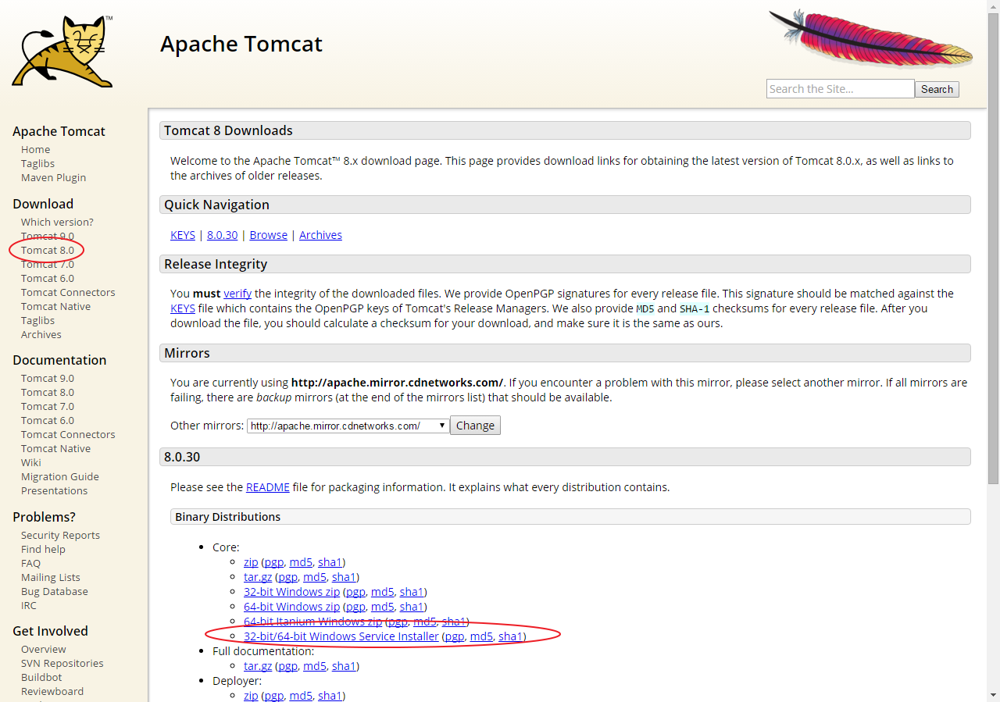 TM
Apache Tomcat
Search the Site...
Search
Apache Tomcat
Home
Taglibs
Maven Plugin
Download
Which version?
Tomcat 9.0
Tomcat 8.0
Tomcat 7.0
Tomcat 6.0
Tomcat Connectors
Tomcat Native
Taglibs
Archives
Documentation
Tomcat 9.0
Tomcat 8.0
Tomcat 7.0
Tomcat 6.0
Tomcat Connectors
Tomcat Native
Wiki
Migration Guide
Presentations
Problems?
Security Reports
Find help
FAQ
Mailing Lists
Bug Database
IRC
Get Involved
Overview
SVN Repositories
Buildbot
Reviewboard
Tomcat 8 Downloads
Welcome to the Apache Tomcat™ 8.x download page. This page provides download links for obtaining the latest version of Tomcat 8.0.x, as well as links to
the archives of older releases.
Quick Navigation
KEYS | 8.0.30 | Browse | Archives
Release Integrity
You must verify the integrity of the downloaded files. We provide OpenPGP signatures for every release file. This signature should be matched against the
KEYS file which contains the OpenPGP keys of Tomcat's Release Managers. We also provide MD5 and SHA-1 checksums for every release file. After you
download the file, you should calculate a checksum for your download, and make sure it is the same as ours.
Mirrors
You are currently using http://apache.mirror.cdnetworks.com/. If you encounter a problem with this mirror, please select another mirror. If all mirrors are
failing, there are backup mirrors (at the end of the mirrors list) that should be available.
Other mirrors: http://apache.mirror.cdnetworks.com/ Change
8.0.30
Please see the README file for packaging information. It explains what every distribution contains.
Binary Distributions
Core:
zip (pgp, md5, sha1)
tar.gz (pgp, md5, sha1)
32-bit Windows zip (pgp, md5, sha1)
64-bit Windows zip (pgp, md5, sha1)
64-bit Itanium Windows zip (pgp, md5, sha1)
32-bit/64-bit Windows Service Installer (pgp, md5, sha1)
Full documentation:
tar.gz (pgp, md5, sha1)
Deployer:
zip (pgp, md5, sha1)